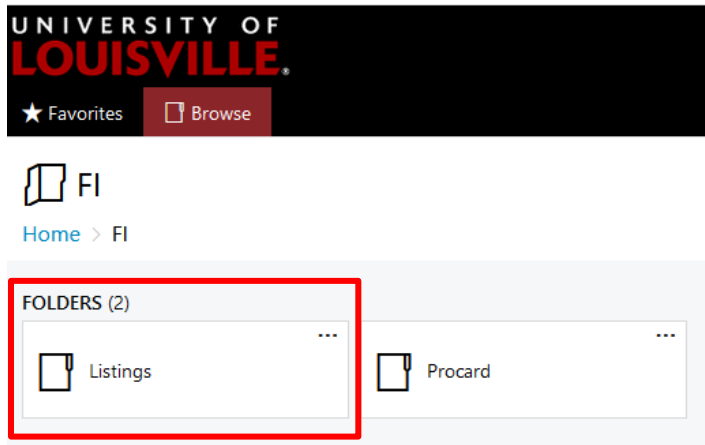 UNIVERSITY OF
LOUISVILLE.
Favorites Browse
FI
Home > FI
FOLDERS (2)
... ...
Listings Procard